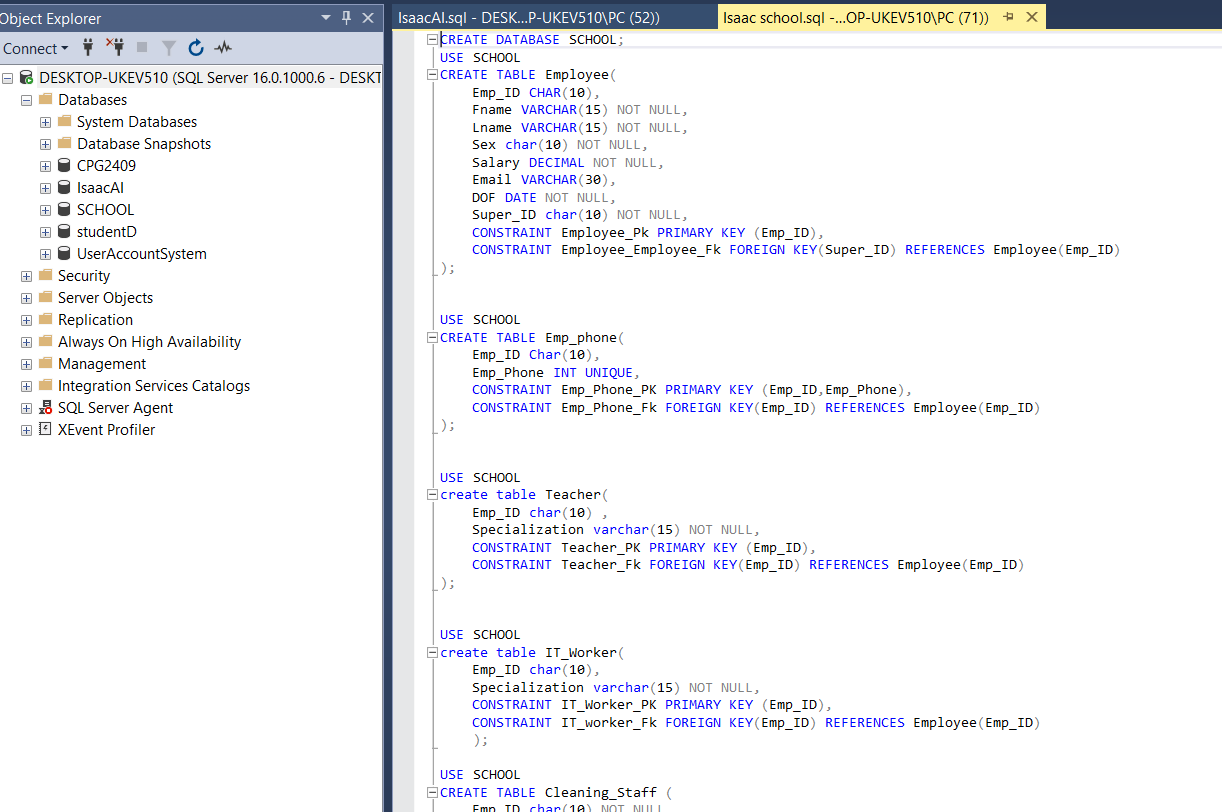 Object Explorer
Connect
DESKTOP-UKEV510 (SQL Server 16.0.1000.6 - DESKT
Databases
System Databases
Database Snapshots
CPG2409
IsaacAI
SCHOOL
studentD
UserAccountSystem
Security
Server Objects
Replication
Always On High Availability
Management
Integration Services Catalogs
SQL Server Agent
XEvent Profiler
IsaacAI.sql - DESK...P-UKEV510\PC (52))
Isaac school.sql -...OP-UKEV510\PC (71))
CREATE DATABASE SCHOOL;
USE SCHOOL
CREATE TABLE Employee(
Emp_ID CHAR(10),
Fname VARCHAR(15) NOT NULL,
Lname VARCHAR(15) NOT NULL,
Sex char(10) NOT NULL,
Salary DECIMAL NOT NULL,
Email VARCHAR(30),
DOF DATE NOT NULL,
Super_ID char(10) NOT NULL,
CONSTRAINT Employee_Pk PRIMARY KEY (Emp_ID),
CONSTRAINT Employee_Employee_Fk FOREIGN KEY(Super_ID) REFERENCES Employee(Emp_ID)
);
USE SCHOOL
CREATE TABLE Emp_phone(
Emp_ID Char(10),
Emp_Phone INT UNIQUE,
CONSTRAINT Emp_Phone_PK PRIMARY KEY (Emp_ID,Emp_Phone),
CONSTRAINT Emp_Phone_Fk FOREIGN KEY(Emp_ID) REFERENCES Employee(Emp_ID)
);
USE SCHOOL
create table Teacher(
Emp_ID char(10) ,
Specialization varchar(15) NOT NULL,
CONSTRAINT Teacher_PK PRIMARY KEY (Emp_ID),
CONSTRAINT Teacher_Fk FOREIGN KEY(Emp_ID) REFERENCES Employee(Emp_ID)
);
USE SCHOOL
create table IT_Worker(
Emp_ID char(10),
Specialization varchar(15) NOT NULL,
CONSTRAINT IT_Worker_PK PRIMARY KEY (Emp_ID),
CONSTRAINT IT_worker_Fk FOREIGN KEY(Emp_ID) REFERENCES Employee(Emp_ID)
);
USE SCHOOL
CREATE TABLE Cleaning_Staff (
Emp_ID char(10) NOT NULL